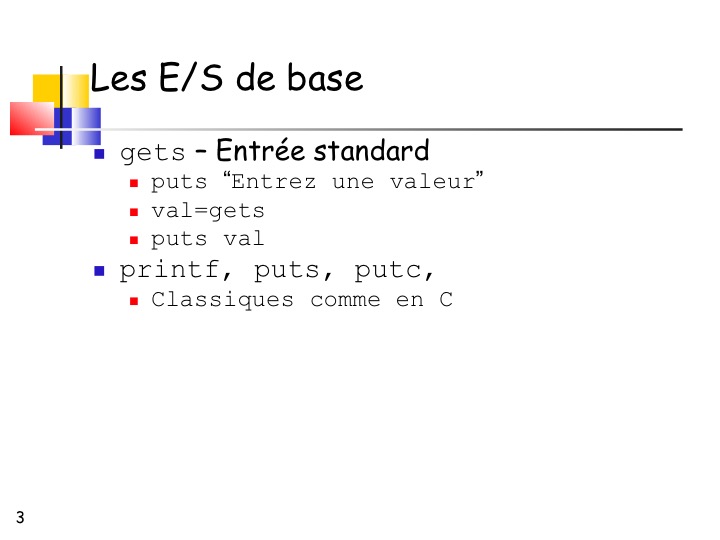 Les E/S de base
gets – Entrée standard
puts “Entrez une valeur”
val=gets
puts val
printf, puts, putc,
Classiques comme en C
3